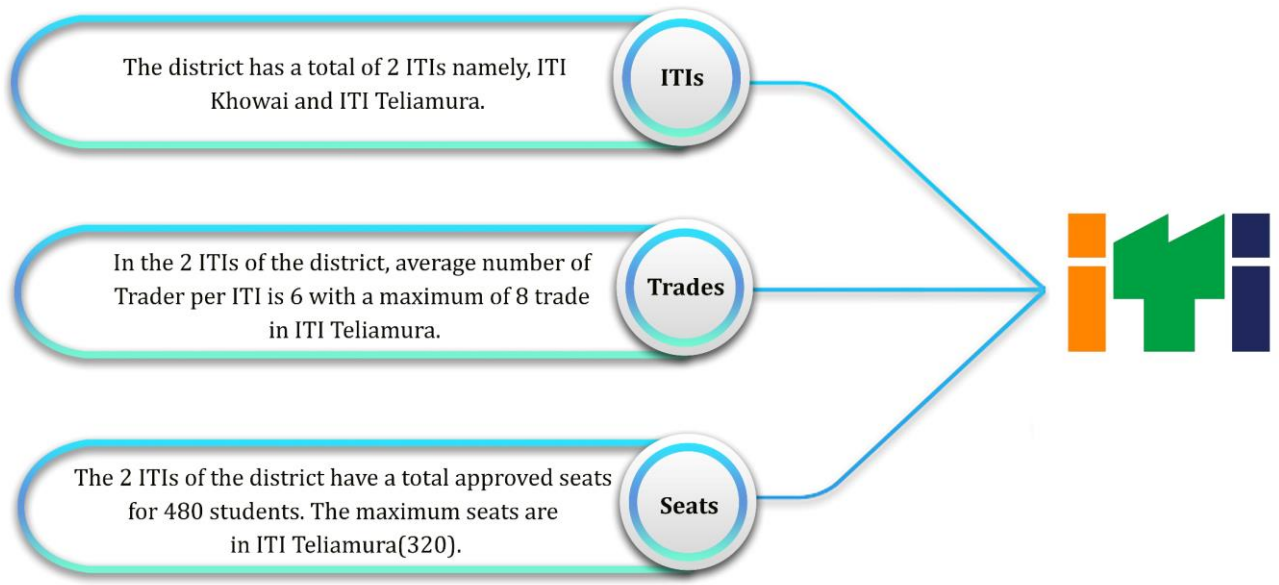 The district has a total of 2 ITIs namely, ITI
Khowai and ITI Teliamura.
ITIs
In the 2 ITIs of the district, average number of
Trader per ITI is 6 with a maximum of 8 trade
in ITI Teliamura.
Trades
The 2 ITIs of the district have a total approved seats
for 480 students. The maximum seats are
in ITI Teliamura(320).
Seats
iTi